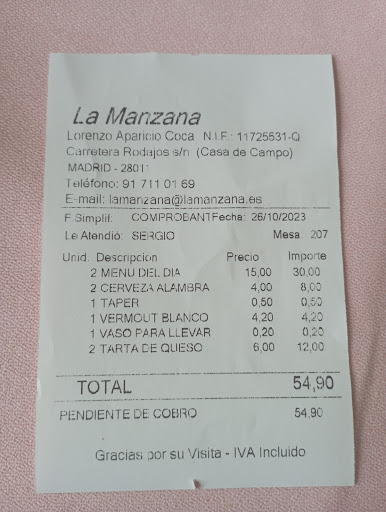 La Manzana
Lorenzo Aparicio Coca N.I.F.: 11725531-Q
Carretera Rodajos s/n (Casa de Campo)
MADRID - 28011
Teléfono: 91 711 01 69
E-mail: lamanzana@lamanzana.es
F.Simplif: COMPROBANT Fecha: 26/10/2023
Le Atendió: SERGIO Mesa: 207
Unid. Descripcion Precio Importe
2 MENU DEL DIA 15,00 30,00
2 CERVEZA ALAMBRA 4,00 8,00
1 TAPER 0,50 0,50
1 VERMOUT BLANCO 4,20 4,20
1 VASO PARA LLEVAR 0,20 0,20
2 TARTA DE QUESO 6,00 12,00
TOTAL 54,90
PENDIENTE DE COBRO 54,90
Gracias por su Visita - IVA Incluido